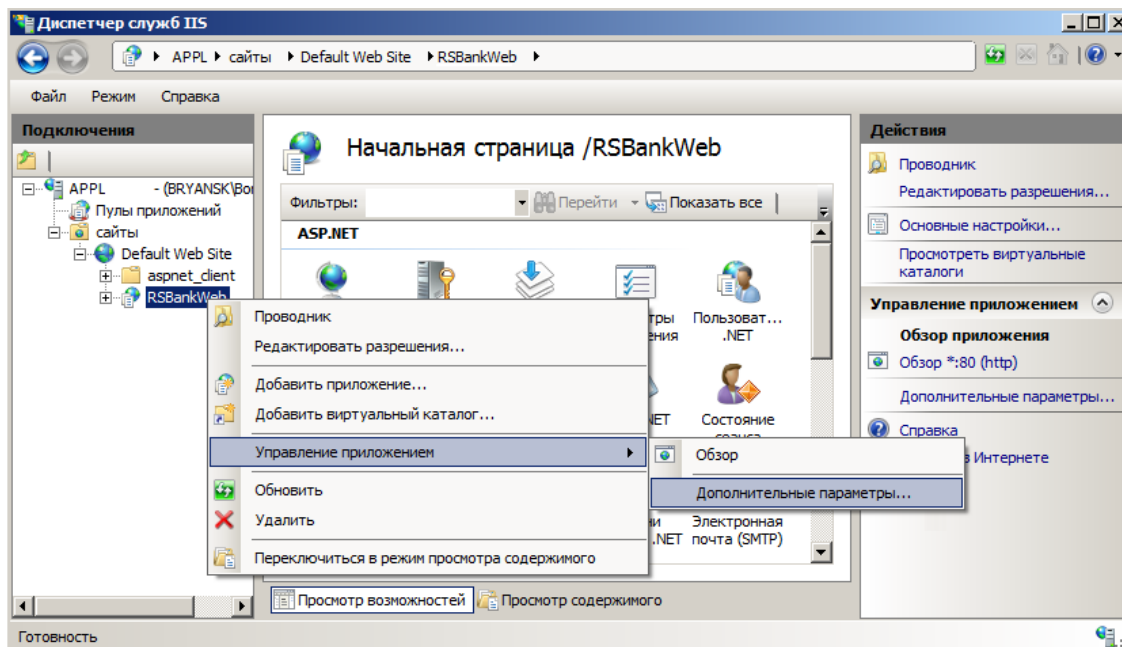 Диспетчер служб IIS
APPL сайты Default Web Site RSBankWeb
Файл Режим Справка
Подключения
APPL - (BRYANSK\Bor
Пулы приложений
сайты
Default Web Site
aspnet_client
RSBankWeb
Начальная страница /RSBankWeb
Фильтры: Перейти Показать все
ASP.NET
Пользоват...
.NET
Состояние
Электронная
.NET почта (SMTP)
Проводник
Редактировать разрешения...
Добавить приложение...
Добавить виртуальный каталог...
Управление приложением
Обновить
Удалить
Переключиться в режим просмотра содержимого
Обзор
Дополнительные параметры...
Просмотр возможностей Просмотр содержимого
Действия
Проводник
Редактировать разрешения...
Основные настройки...
Просмотреть виртуальные
каталоги
Управление приложением
Обзор приложения
Обзор *:80 (http)
Дополнительные параметры...
Справка
в Интернете
Готовность